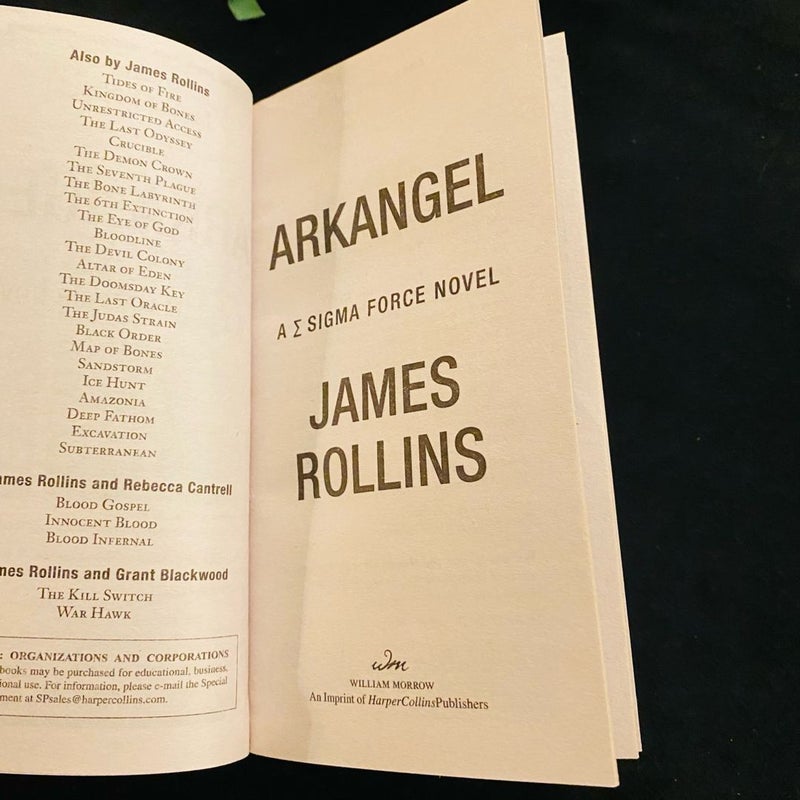 Also by James Rollins
Tides of Fire
Kingdom of Bones
Unrestricted Access
The Last Odyssey
Crucible
The Demon Crown
The Seventh Plague
The Bone Labyrinth
The 6th Extinction
The Eye of God
Bloodline
The Devil Colony
Altar of Eden
The Doomsday Key
The Last Oracle
The Judas Strain
Black Order
Map of Bones
Sandstorm
Ice Hunt
Amazonia
Deep Fathom
Excavation
Subterranean
James Rollins and Rebecca Cantrell
Blood Gospel
Innocent Blood
Blood Infernal
James Rollins and Grant Blackwood
The Kill Switch
War Hawk
: ORGANIZATIONS AND CORPORATIONS
books may be purchased for educational, business,
ional use. For information, please e-mail the Special
ment at SPsales@harpercollins.com.
ARKANGEL
A Σ SIGMA FORCE NOVEL
JAMES
ROLLINS
wm
WILLIAM MORROW
An Imprint of HarperCollinsPublishers